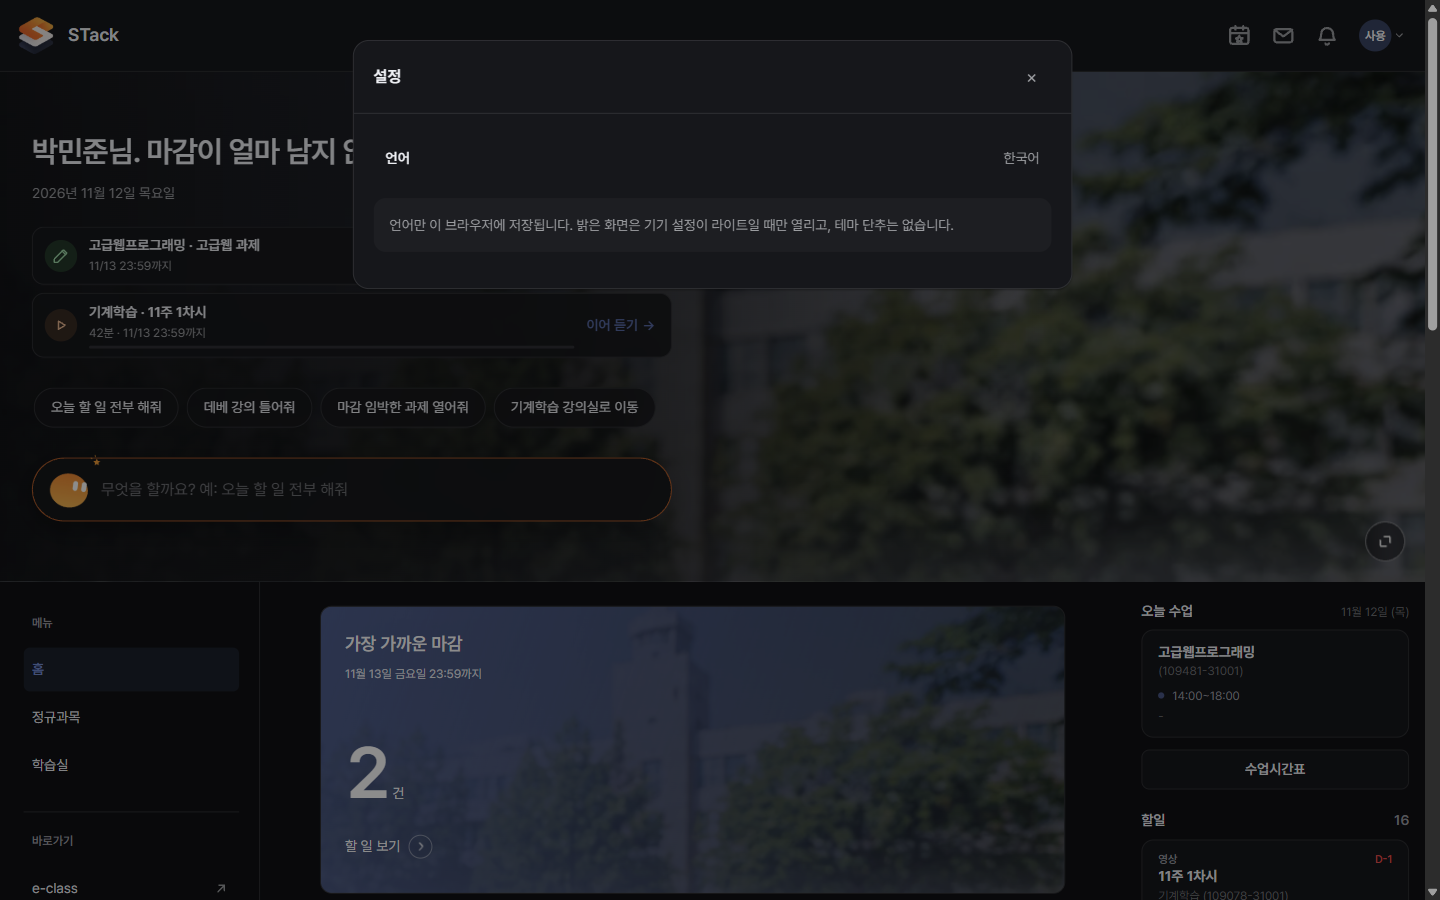 STack
사용
설정
×
언어
한국어
언어만 이 브라우저에 저장됩니다. 밝은 화면은 기기 설정이 라이트일 때만 열리고, 테마 단추는 없습니다.
박민준님. 마감이 얼마 남지
2026년 11월 12일 목요일
고급웹프로그래밍 · 고급웹 과제
11/13 23:59까지
기계학습 · 11주 1차시
42분 · 11/13 23:59까지
이어 듣기 →
오늘 할 일 전부 해줘
데베 강의 틀어줘
마감 임박한 과제 열어줘
기계학습 강의실로 이동
무엇을 할까요? 예: 오늘 할 일 전부 해줘
메뉴
홈
정규과목
학습실
바로가기
e-class
가장 가까운 마감
11월 13일 금요일 23:59까지
2 건
할 일 보기
오늘 수업
11월 12일 (목)
고급웹프로그래밍
(109481-31001)
14:00~18:00
-
수업시간표
할일
16
영상
D-1
11주 1차시
기계학습 (109078-31001)